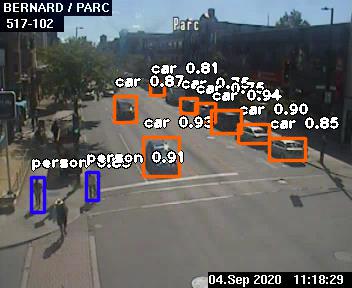 BERNARD / PARC
517-102
Parc
car 0.81
car 0.87
car 0.94
car 0.90
car 0.93
car 0.85
person 0.91
04.Sep 2020 11:18:29